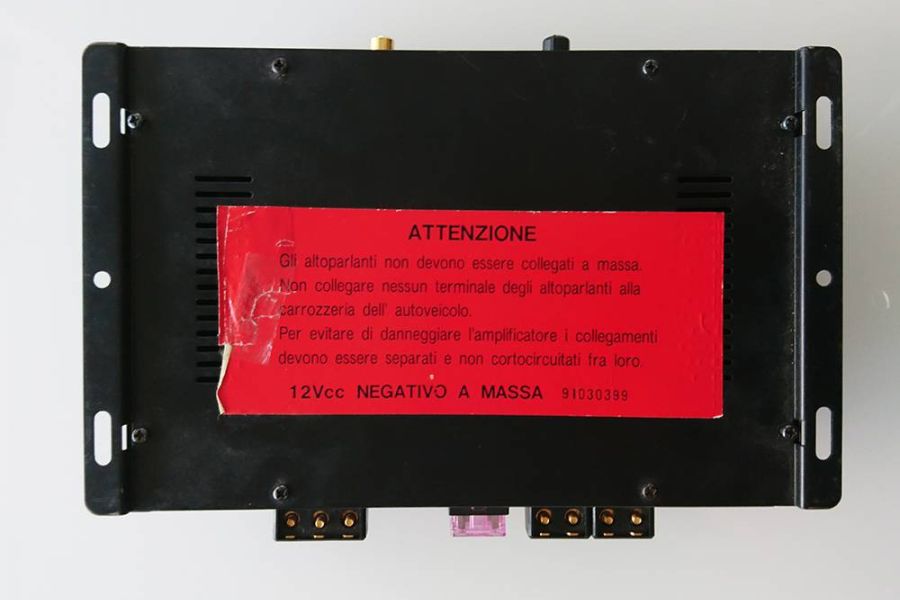 ATTENZIONE
Gli altoparlanti non devono essere collegati a massa.
Non collegare nessun terminale degli altoparlanti alla
carrozzeria dell' autoveicolo.
Per evitare di danneggiare l'amplificatore i collegamenti
devono essere separati e non cortocircuitati fra loro.
12Vcc NEGATIVO A MASSA 91030399